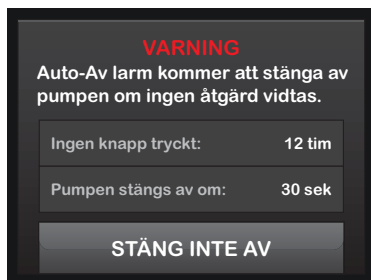 VARNING
Auto-Av larm kommer att stänga av
pumpen om ingen åtgärd vidtas.
Ingen knapp tryckt: 12 tim
Pumpen stängs av om: 30 sek
STÄNG INTE AV